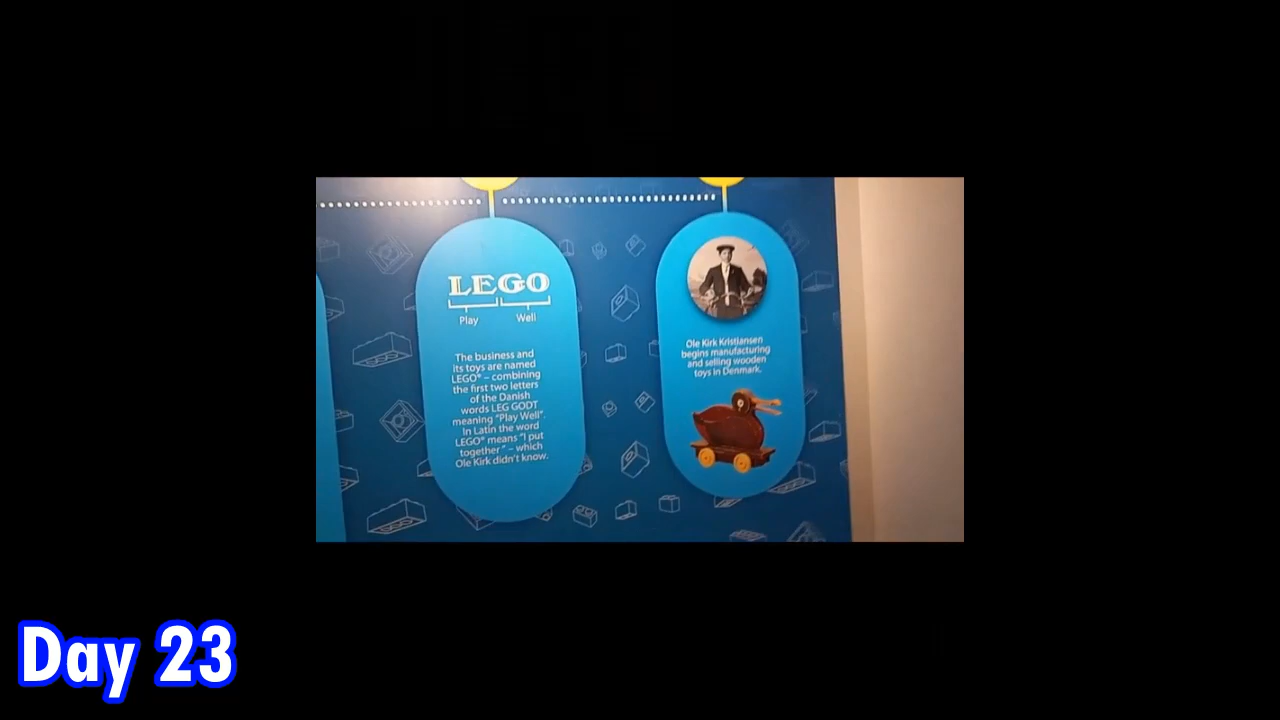 LEGO
Play Well
The business and
its toys are named
LEGO® – combining
the first two letters
of the Danish
words LEG GODT
meaning "Play Well".
In Latin the word
LEGO® means "I put
together" – which
Ole Kirk didn't know.
Ole Kirk Kristiansen
begins manufacturing
and selling wooden
toys in Denmark.
Day 23